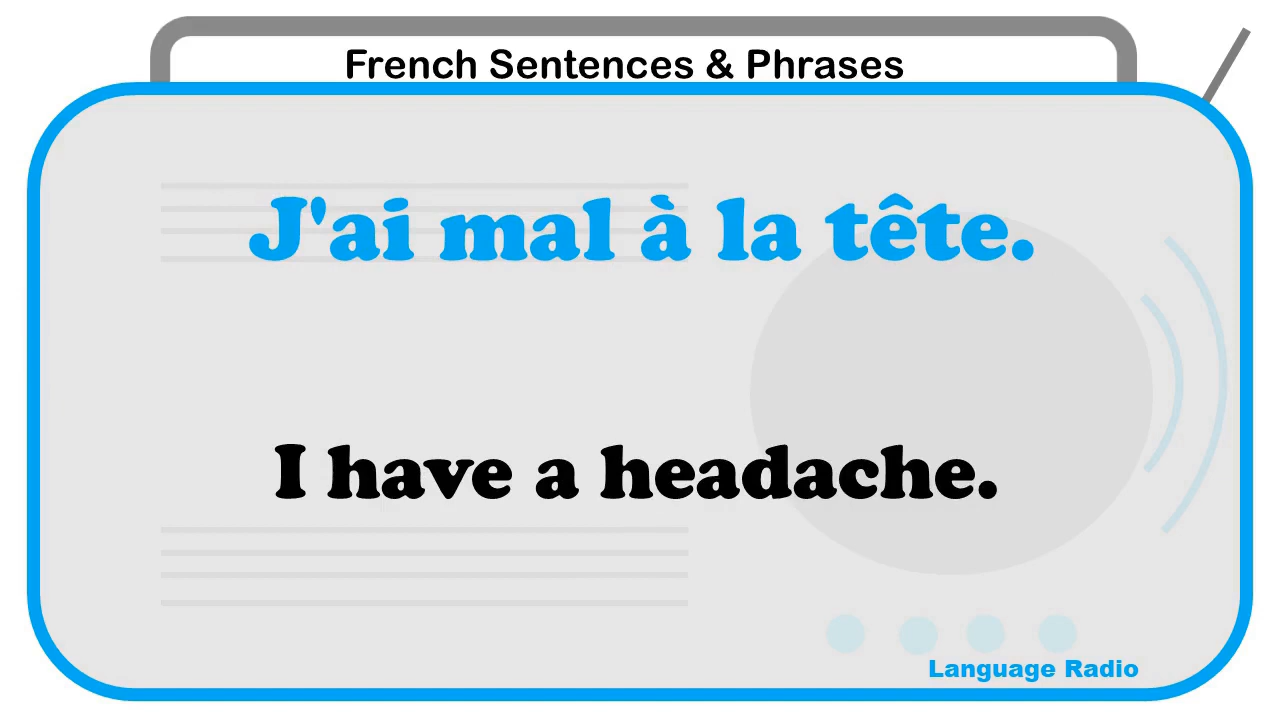 French Sentences & Phrases
J'ai mal à la tête.
I have a headache.
Language Radio